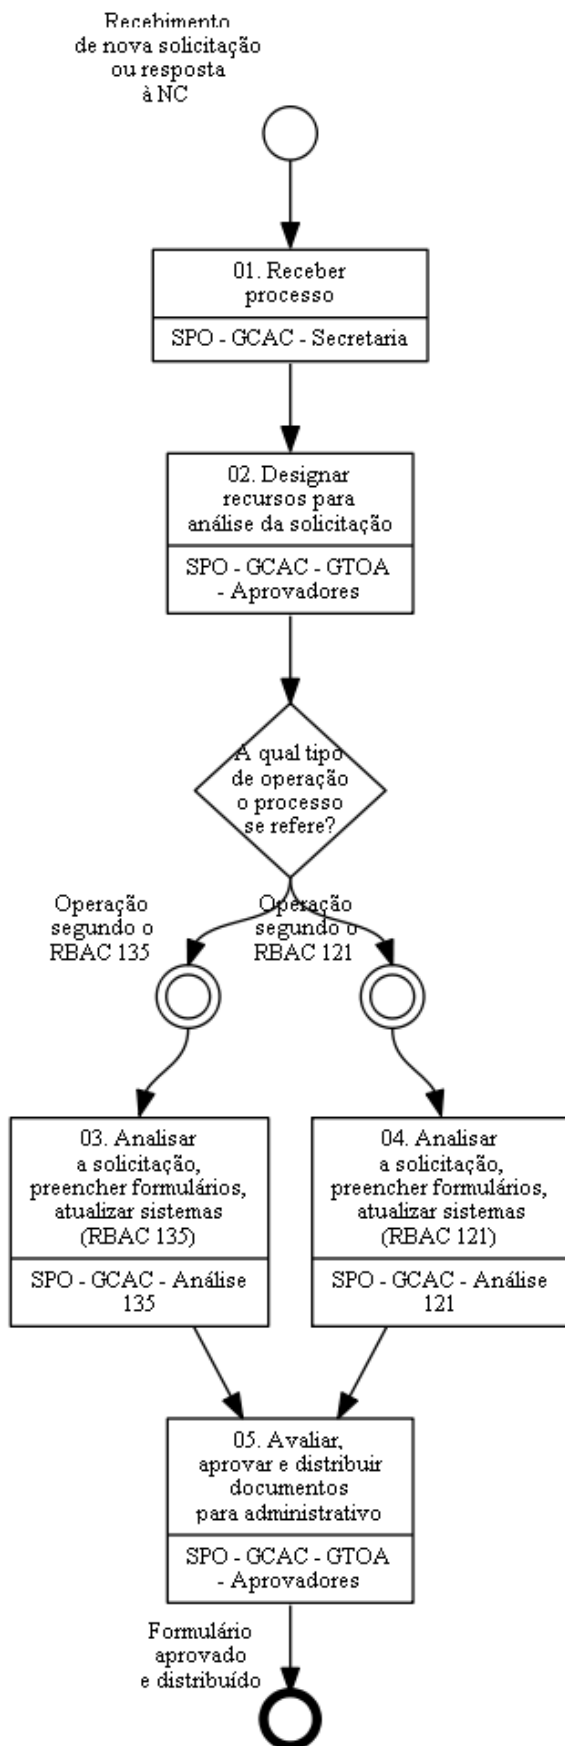 Recebimento
de nova solicitação
ou resposta
à NC
01. Receber
processo
SPO - GCAC - Secretaria
02. Designar
recursos para
análise da solicitação
SPO - GCAC - GTOA
- Aprovadores
A qual tipo
de operação
o processo
se refere?
Operação
segundo o
RBAC 135
Operação
segundo o
RBAC 121
03. Analisar
a solicitação,
preencher formulários,
atualizar sistemas
(RBAC 135)
SPO - GCAC - Análise
135
04. Analisar
a solicitação,
preencher formulários,
atualizar sistemas
(RBAC 121)
SPO - GCAC - Análise
121
05. Avaliar,
aprovar e distribuir
documentos
para administrativo
SPO - GCAC - GTOA
- Aprovadores
Formulário
aprovado
e distribuído